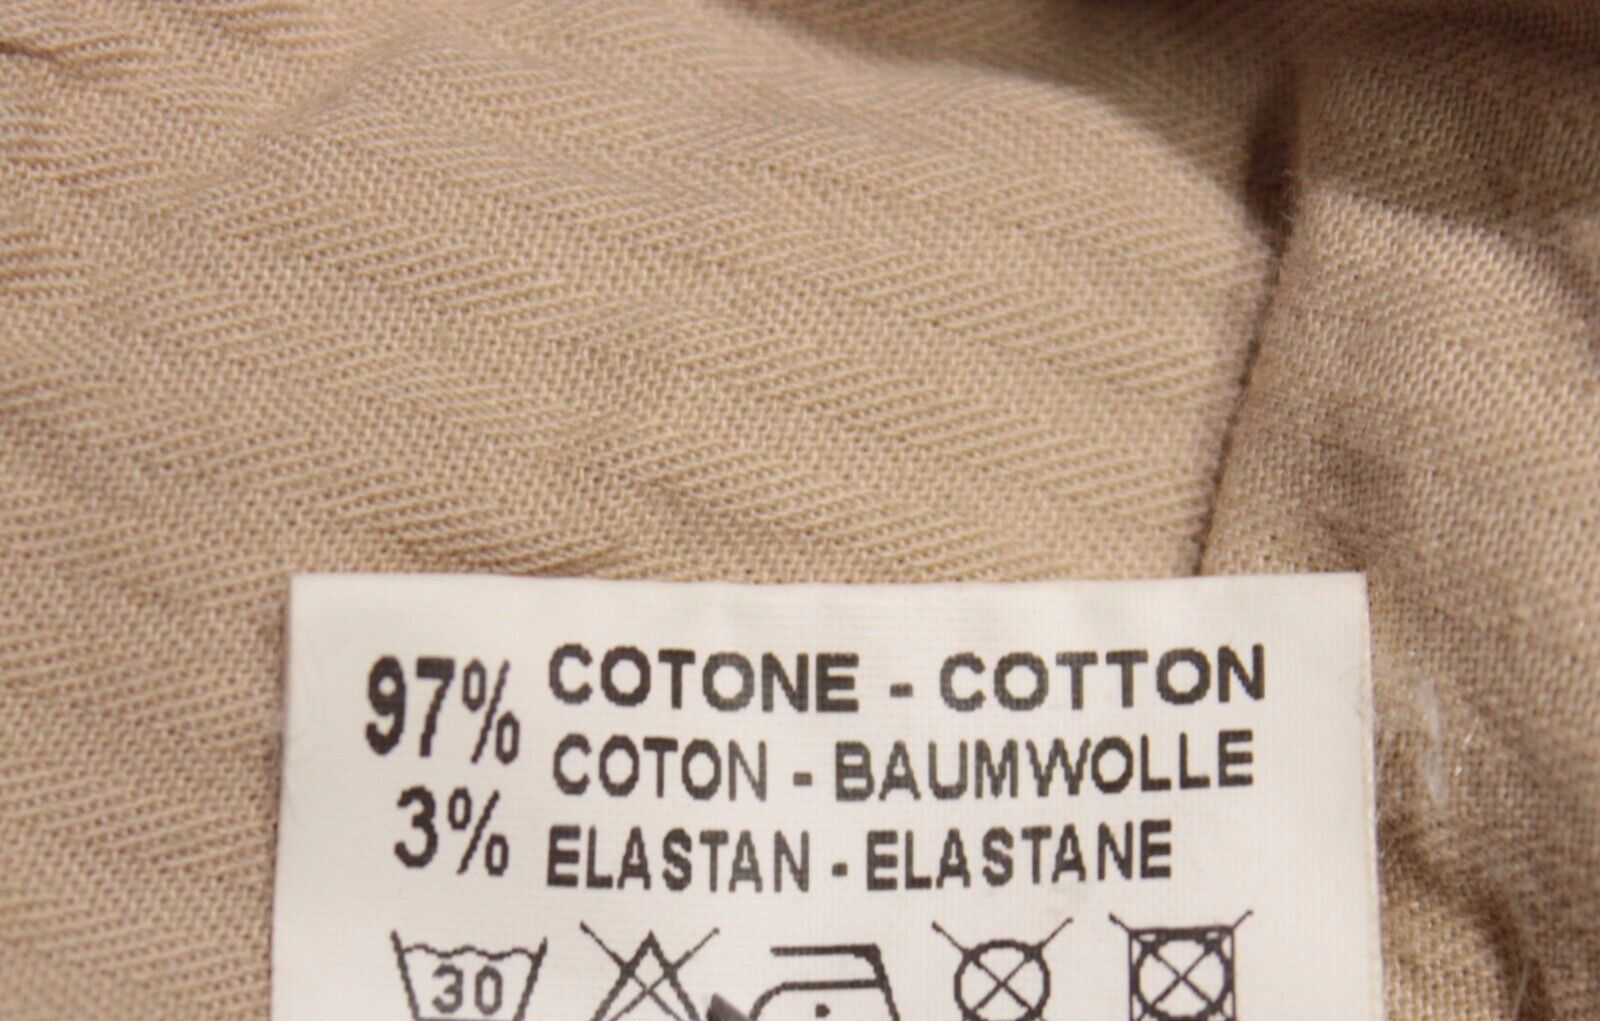 97% COTONE - COTTON
COTON - BAUMWOLLE
3% ELASTAN - ELASTANE
30